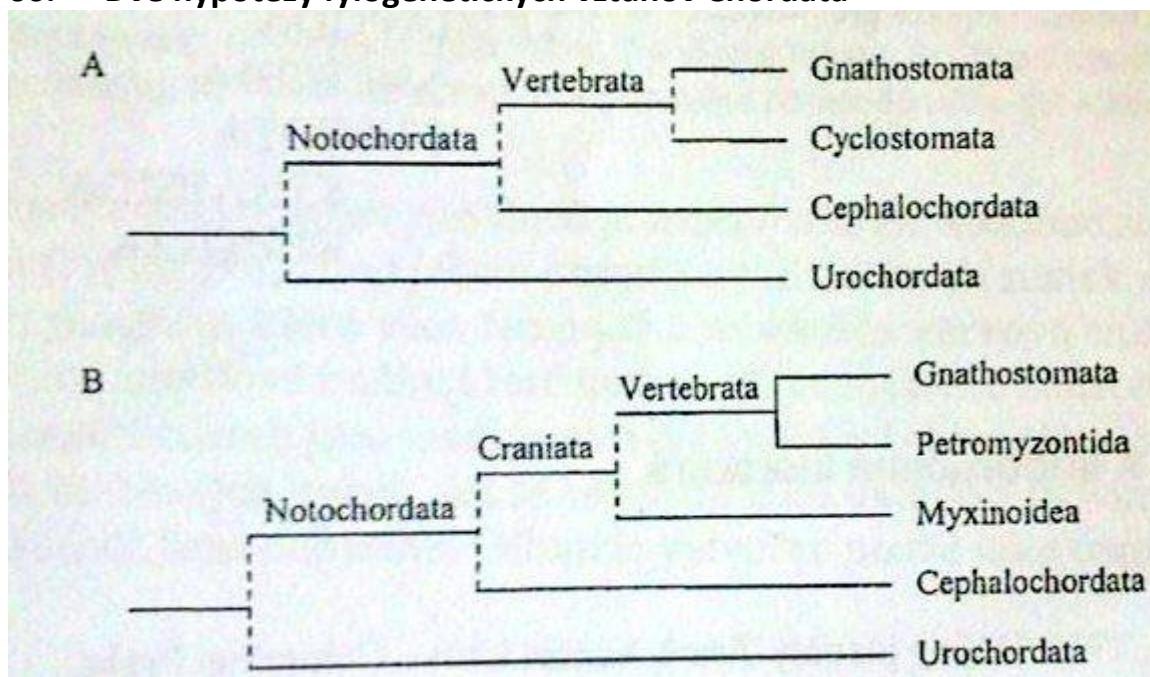 A
Vertebrata
Gnathostomata
Notochordata
Cyclostomata
Cephalochordata
Urochordata
B
Vertebrata
Gnathostomata
Craniata
Petromyzontida
Notochordata
Myxinoidea
Cephalochordata
Urochordata